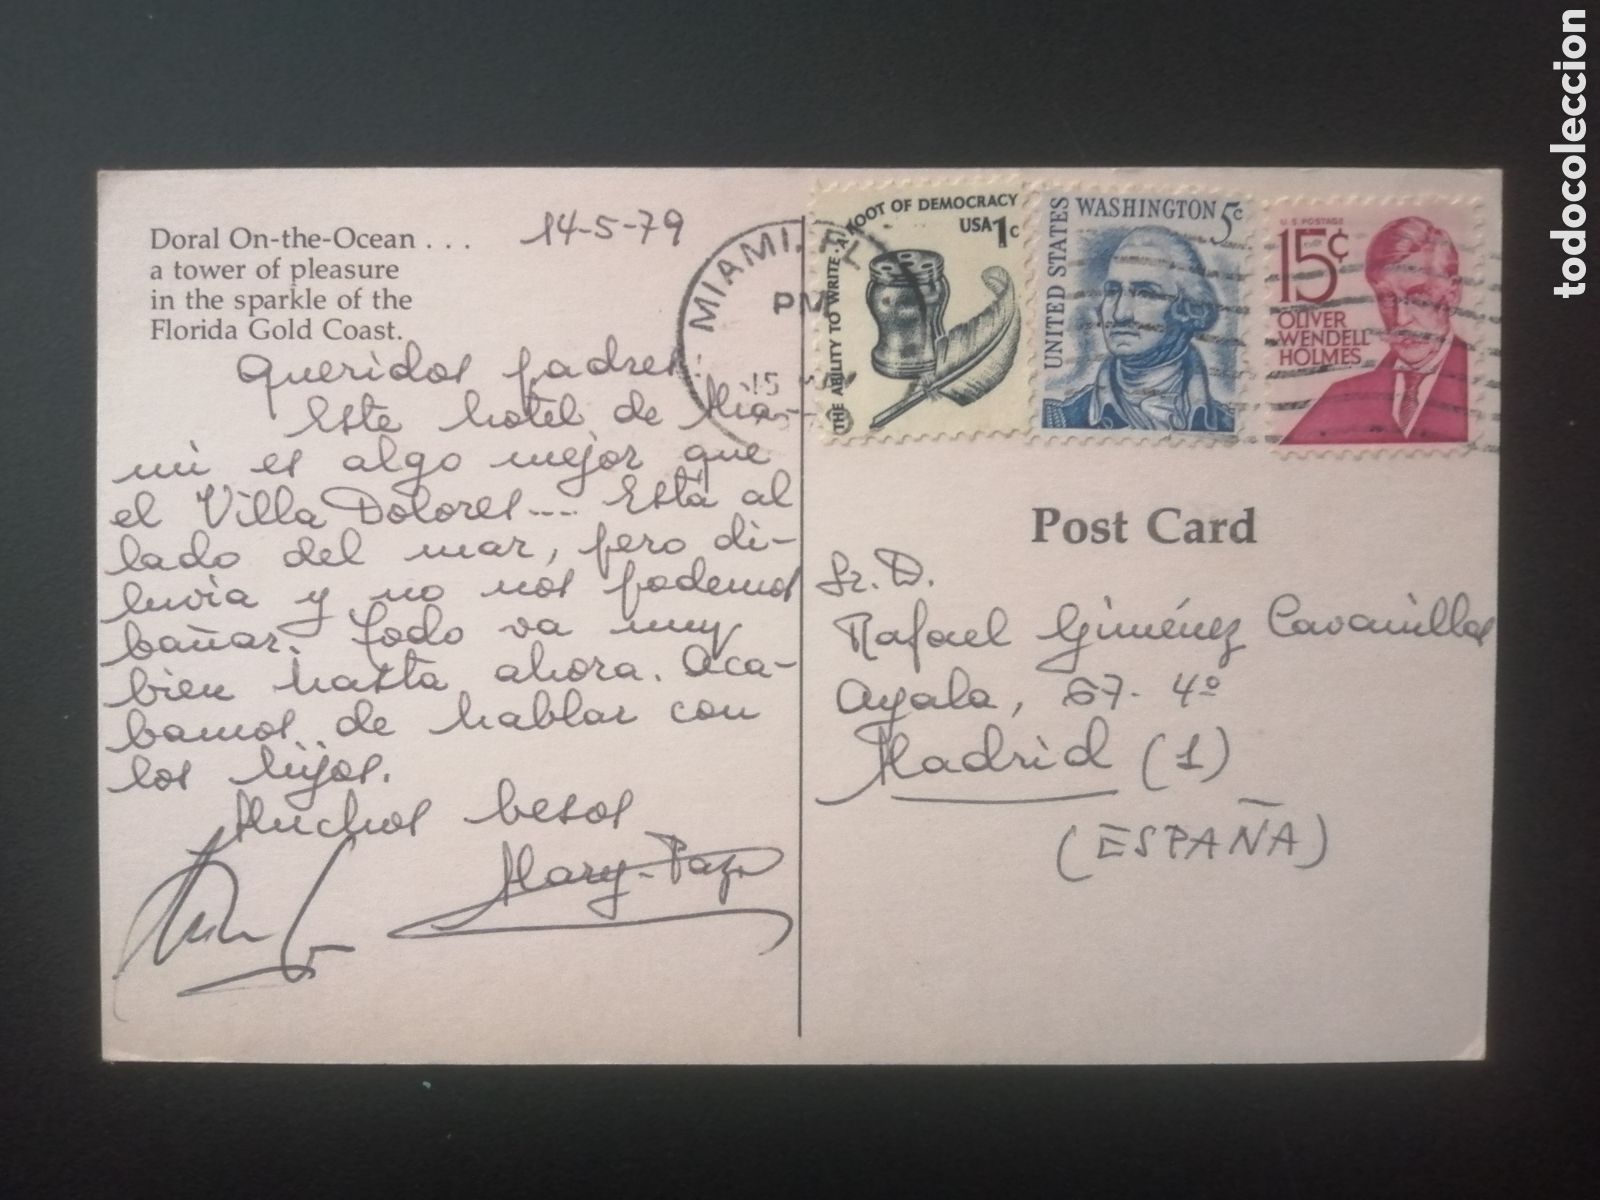 Doral On-the-Ocean . . .
a tower of pleasure
in the sparkle of the
Florida Gold Coast.
14-5-79
Queridos padres:
Este hotel de Mia-
mi es algo mejor que
el Villa Dolores... Está al
lado del mar, pero di-
luvia y no nos podemos
bañar. Todo va muy
bien hasta ahora. Aca-
bamos de hablar con
los hijos.
Muchos besos
Mary-Paz
MIAMI, FL
PM
15 MAY
A ROOT OF DEMOCRACY
THE ABILITY TO WRITE
USA 1c
UNITED STATES
WASHINGTON 5c
U.S. POSTAGE
15¢
OLIVER
WENDELL
HOLMES
Post Card
Sr. D.
Rafael Giménez Cavanillas
Ayala, 67- 4º
Madrid (1)
(ESPAÑA)
todocoleccion